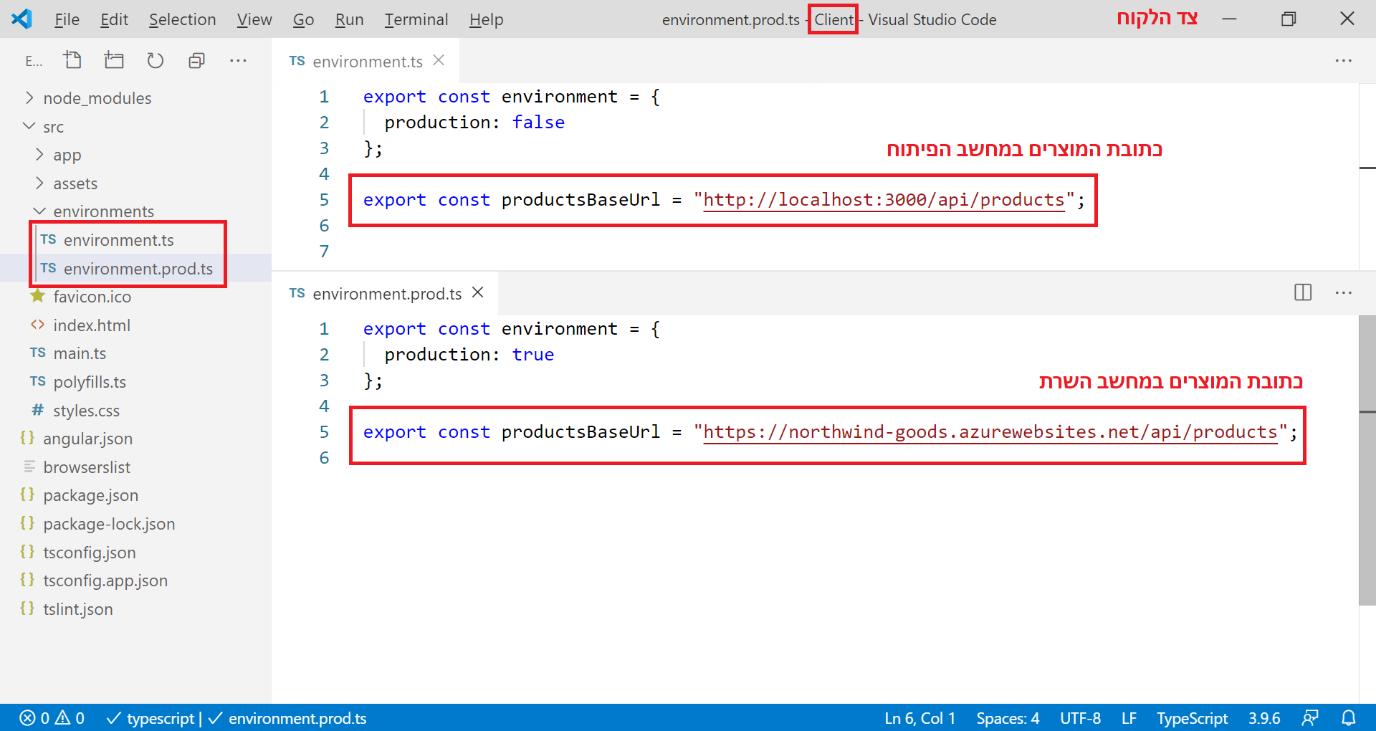 File Edit Selection View Go Run Terminal Help environment.prod.ts - Client - Visual Studio Code צד הלקוח
E...
node_modules
src
app
assets
environments
TS environment.ts
TS environment.prod.ts
favicon.ico
<> index.html
TS main.ts
TS polyfills.ts
# styles.css
{} angular.json
browserslist
{} package.json
{} package-lock.json
{} tsconfig.json
{} tsconfig.app.json
{} tslint.json
TS environment.ts
1 export const environment = {
2 production: false
3 };
כתובת המוצרים במחשב הפיתוח
4
5 export const productsBaseUrl = "http://localhost:3000/api/products";
6
7
TS environment.prod.ts
1 export const environment = {
2 production: true
3 };
כתובת המוצרים במחשב השרת
4
5 export const productsBaseUrl = "https://northwind-goods.azurewebsites.net/api/products";
6
0 0 typescript | environment.prod.ts Ln 6, Col 1 Spaces: 4 UTF-8 LF TypeScript 3.9.6